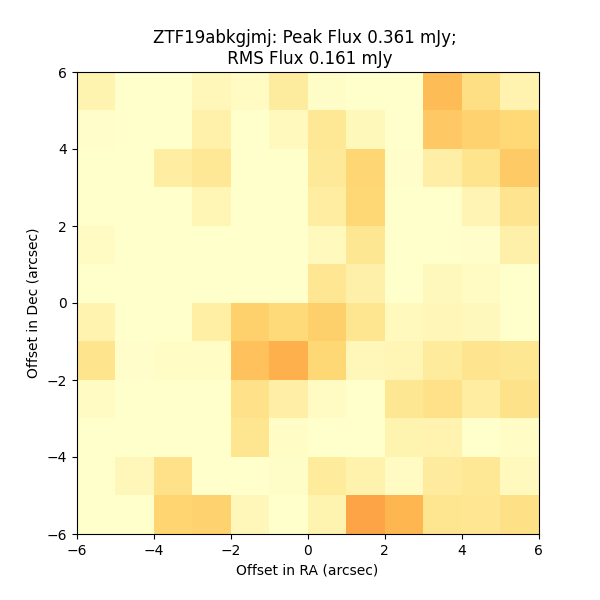 ZTF19abkgjmj: Peak Flux 0.361 mJy;
RMS Flux 0.161 mJy
6
4
2
0
−2
−4
−6
Offset in Dec (arcsec)
−6 −4 −2 0 2 4 6
Offset in RA (arcsec)